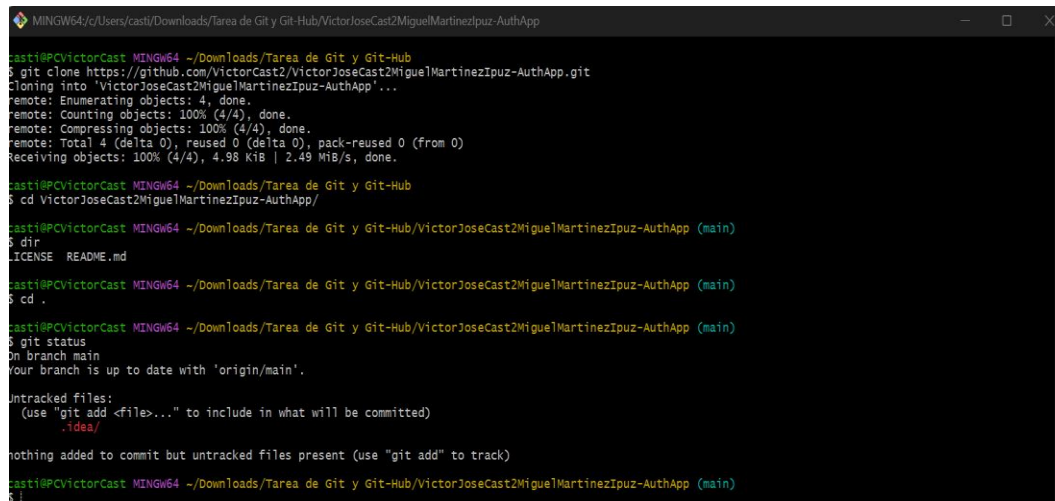 MINGW64:/c/Users/casti/Downloads/Tarea de Git y Git-Hub/VictorJoseCast2MiguelMartinezIpuz-AuthApp
casti@PCVictorCast MINGW64 ~/Downloads/Tarea de Git y Git-Hub
$ git clone https://github.com/VictorCast2/VictorJoseCast2MiguelMartinezIpuz-AuthApp.git
Cloning into 'VictorJoseCast2MiguelMartinezIpuz-AuthApp'...
remote: Enumerating objects: 4, done.
remote: Counting objects: 100% (4/4), done.
remote: Compressing objects: 100% (4/4), done.
remote: Total 4 (delta 0), reused 0 (delta 0), pack-reused 0 (from 0)
Receiving objects: 100% (4/4), 4.98 KiB | 2.49 MiB/s, done.
casti@PCVictorCast MINGW64 ~/Downloads/Tarea de Git y Git-Hub
$ cd VictorJoseCast2MiguelMartinezIpuz-AuthApp/
casti@PCVictorCast MINGW64 ~/Downloads/Tarea de Git y Git-Hub/VictorJoseCast2MiguelMartinezIpuz-AuthApp (main)
$ dir
LICENSE  README.md
casti@PCVictorCast MINGW64 ~/Downloads/Tarea de Git y Git-Hub/VictorJoseCast2MiguelMartinezIpuz-AuthApp (main)
$ cd .
casti@PCVictorCast MINGW64 ~/Downloads/Tarea de Git y Git-Hub/VictorJoseCast2MiguelMartinezIpuz-AuthApp (main)
$ git status
On branch main
Your branch is up to date with 'origin/main'.
Untracked files:
  (use "git add <file>..." to include in what will be committed)
        .idea/
nothing added to commit but untracked files present (use "git add" to track)
casti@PCVictorCast MINGW64 ~/Downloads/Tarea de Git y Git-Hub/VictorJoseCast2MiguelMartinezIpuz-AuthApp (main)
$